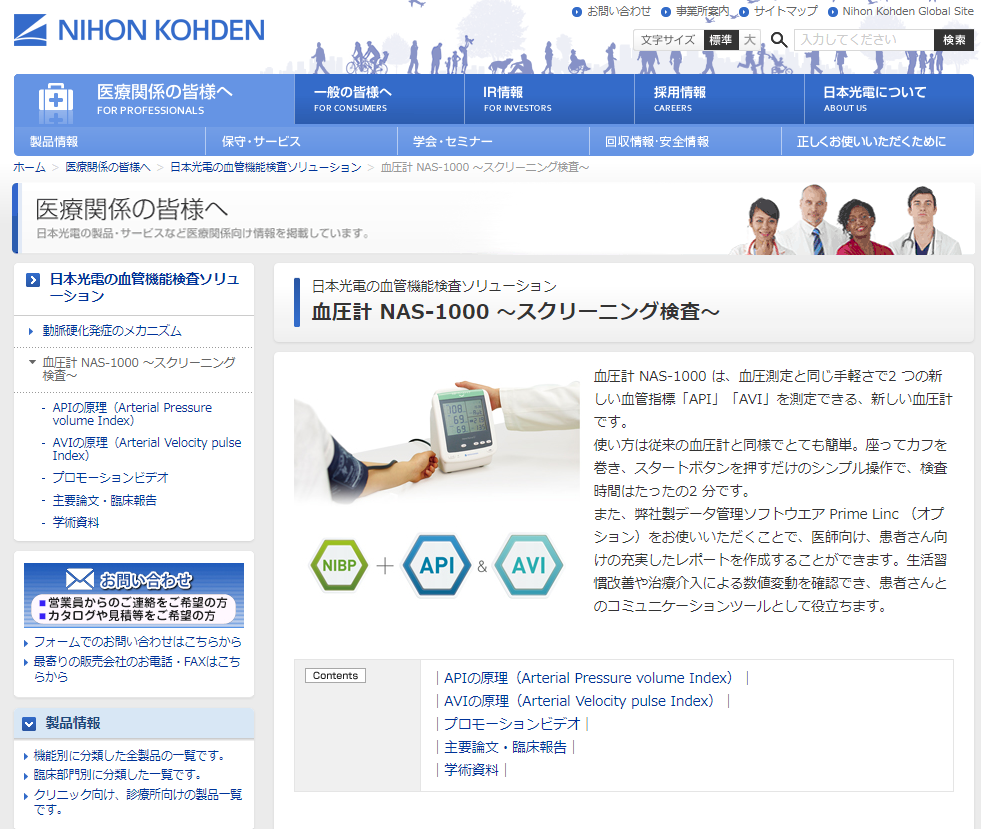 NIHON KOHDEN
お問い合わせ 事業所案内 サイトマップ Nihon Kohden Global Site
文字サイズ 標準 大 入力してください 検索
医療関係の皆様へ
FOR PROFESSIONALS
一般の皆様へ
FOR CONSUMERS
IR情報
FOR INVESTORS
採用情報
CAREERS
日本光電について
ABOUT US
製品情報 保守・サービス 学会・セミナー 回収情報・安全情報 正しくお使いいただくために
ホーム > 医療関係の皆様へ > 日本光電の血管機能検査ソリューション > 血圧計 NAS-1000 ～スクリーニング検査～
医療関係の皆様へ
日本光電の製品・サービスなど医療関係向け情報を掲載しています。
日本光電の血管機能検査ソリュ
ーション
動脈硬化発症のメカニズム
血圧計 NAS-1000 ～スクリーニング
検査～
- APIの原理（Arterial Pressure
volume Index）
- AVIの原理（Arterial Velocity pulse
Index）
- プロモーションビデオ
- 主要論文・臨床報告
- 学術資料
お問い合わせ
■営業員からのご連絡をご希望の方
■カタログや見積等をご希望の方
フォームでのお問い合わせはこちらから
最寄りの販売会社のお電話・FAXはこち
らから
製品情報
機能別に分類した全製品の一覧です。
臨床部門別に分類した一覧です。
クリニック向け、診療所向けの製品一覧
です。
日本光電の血管機能検査ソリューション
血圧計 NAS-1000 ～スクリーニング検査～
血圧計 NAS-1000 は、血圧測定と同じ手軽さで2 つの新
しい血管指標「API」「AVI」を測定できる、新しい血圧計
です。
使い方は従来の血圧計と同様でとても簡単。座ってカフを
巻き、スタートボタンを押すだけのシンプル操作で、検査
時間はたったの2 分です。
また、弊社製データ管理ソフトウエア Prime Linc （オプ
ション）をお使いいただくことで、医師向け、患者さん向
けの充実したレポートを作成することができます。生活習
慣改善や治療介入による数値変動を確認でき、患者さんと
のコミュニケーションツールとして役立ちます。
NIBP + API & AVI
Contents
｜APIの原理（Arterial Pressure volume Index）｜
｜AVIの原理（Arterial Velocity pulse Index）｜
｜プロモーションビデオ｜
｜主要論文・臨床報告｜
｜学術資料｜